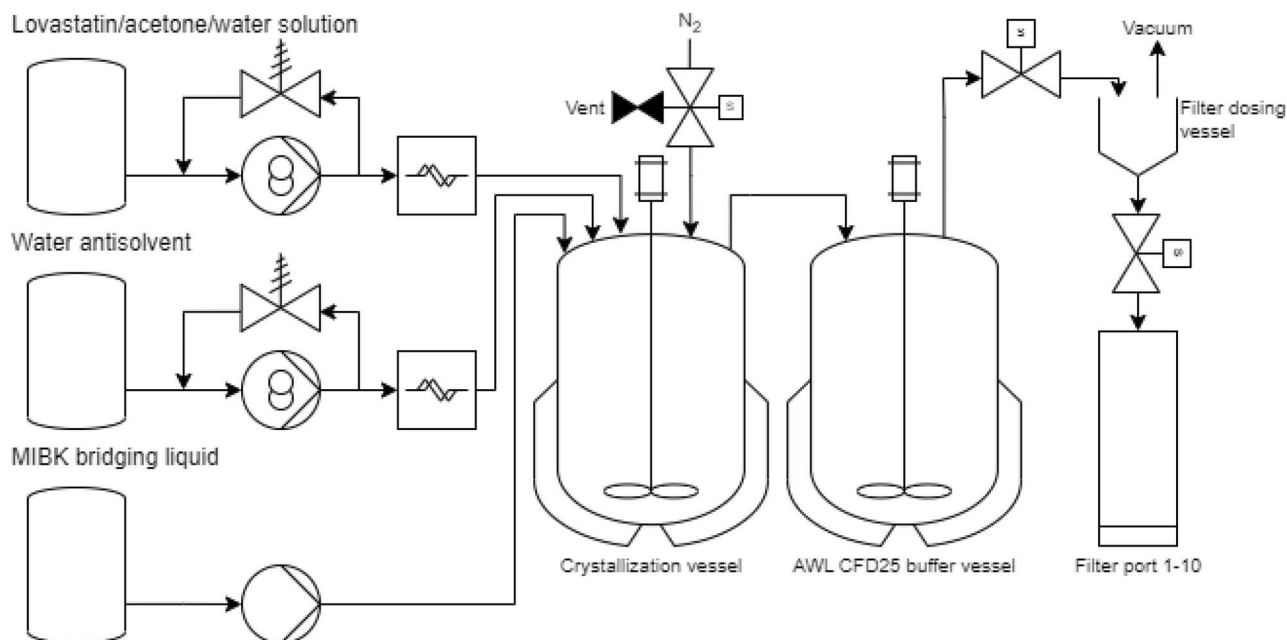 Lovastatin/acetone/water solution
N2
Vacuum
Vent
S
S
Filter dosing
vessel
Water antisolvent
S
MIBK bridging liquid
Crystallization vessel
AWL CFD25 buffer vessel
Filter port 1-10